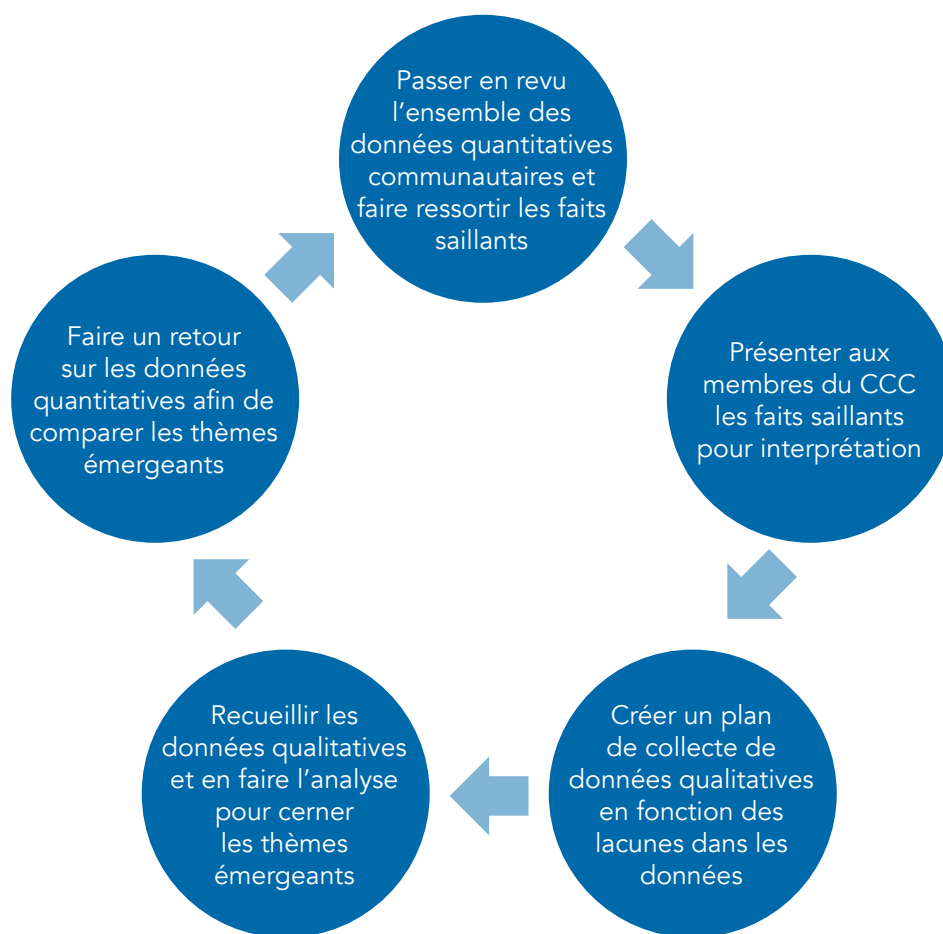 Passer en revu
l’ensemble des
données quantitatives
communautaires et
faire ressortir les faits
saillants
Présenter aux
membres du CCC
les faits saillants
pour interprétation
Créer un plan
de collecte de
données qualitatives
en fonction des
lacunes dans les
données
Recueillir les
données qualitatives
et en faire l’analyse
pour cerner
les thèmes
émergeants
Faire un retour
sur les données
quantitatives afin de
comparer les thèmes
émergeants